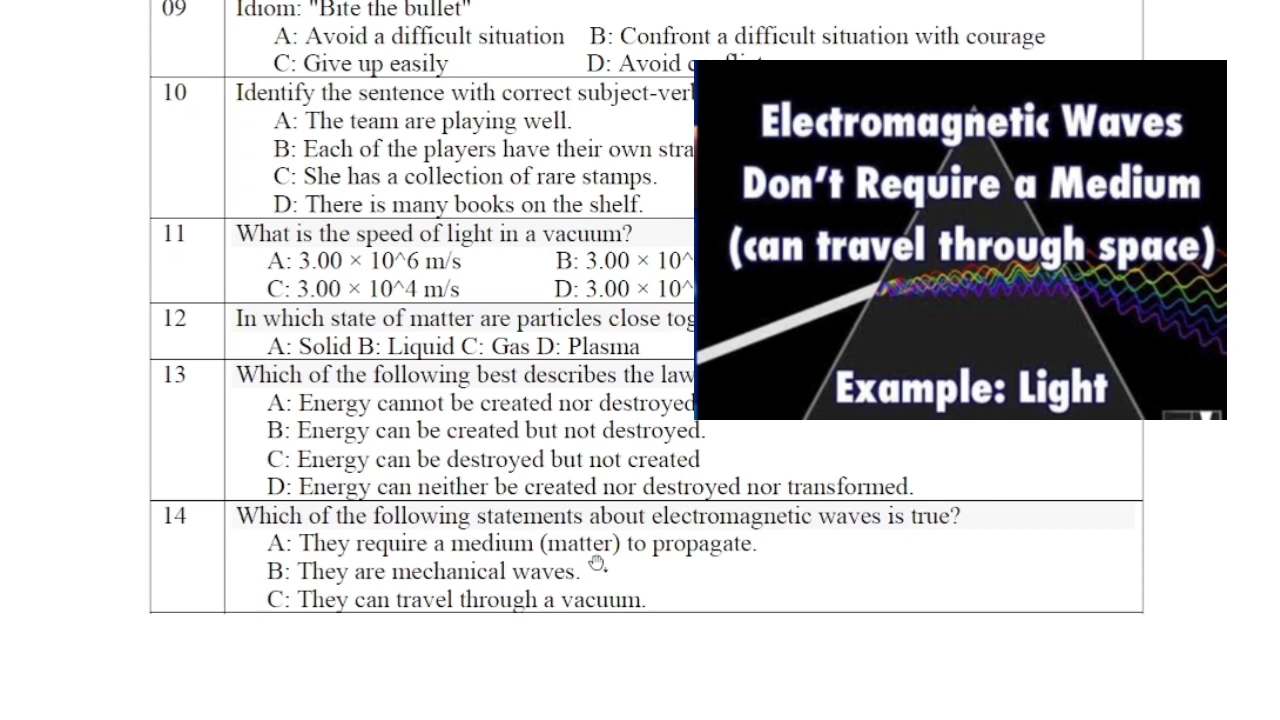 09 Idiom: "Bite the bullet"
A: Avoid a difficult situation B: Confront a difficult situation with courage
C: Give up easily D: Avoid
10 Identify the sentence with correct
A: The team are playing well.
B: Each of the players have their own
C: She has a collection of rare stamps.
D: There is many books on the shelf.
11 What is the speed of light in a vacuum?
A: 3.00 × 10^6 m/s B: 3.00 × 10^
C: 3.00 × 10^4 m/s D: 3.00 × 10^
12 In which state of matter are particles close
A: Solid B: Liquid C: Gas D: Plasma
13 Which of the following best describes the law
A: Energy cannot be created nor destroyed
B: Energy can be created but not destroyed.
C: Energy can be destroyed but not created
D: Energy can neither be created nor destroyed nor transformed.
14 Which of the following statements about electromagnetic waves is true?
A: They require a medium (matter) to propagate.
B: They are mechanical waves.
C: They can travel through a vacuum.
Electromagnetic Waves
Don't Require a Medium
(can travel through space)
Example: Light